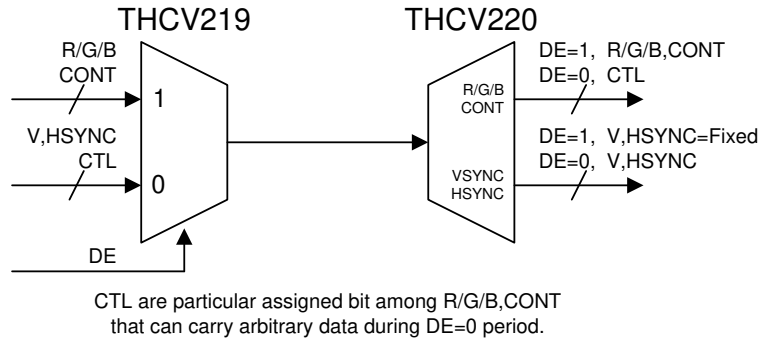 THCV219
THCV220
R/G/B
CONT
1
V,HSYNC
CTL
0
DE
R/G/B
CONT
VSYNC
HSYNC
DE=1, R/G/B,CONT
DE=0, CTL
DE=1, V,HSYNC=Fixed
DE=0, V,HSYNC
CTL are particular assigned bit among R/G/B,CONT
that can carry arbitrary data during DE=0 period.